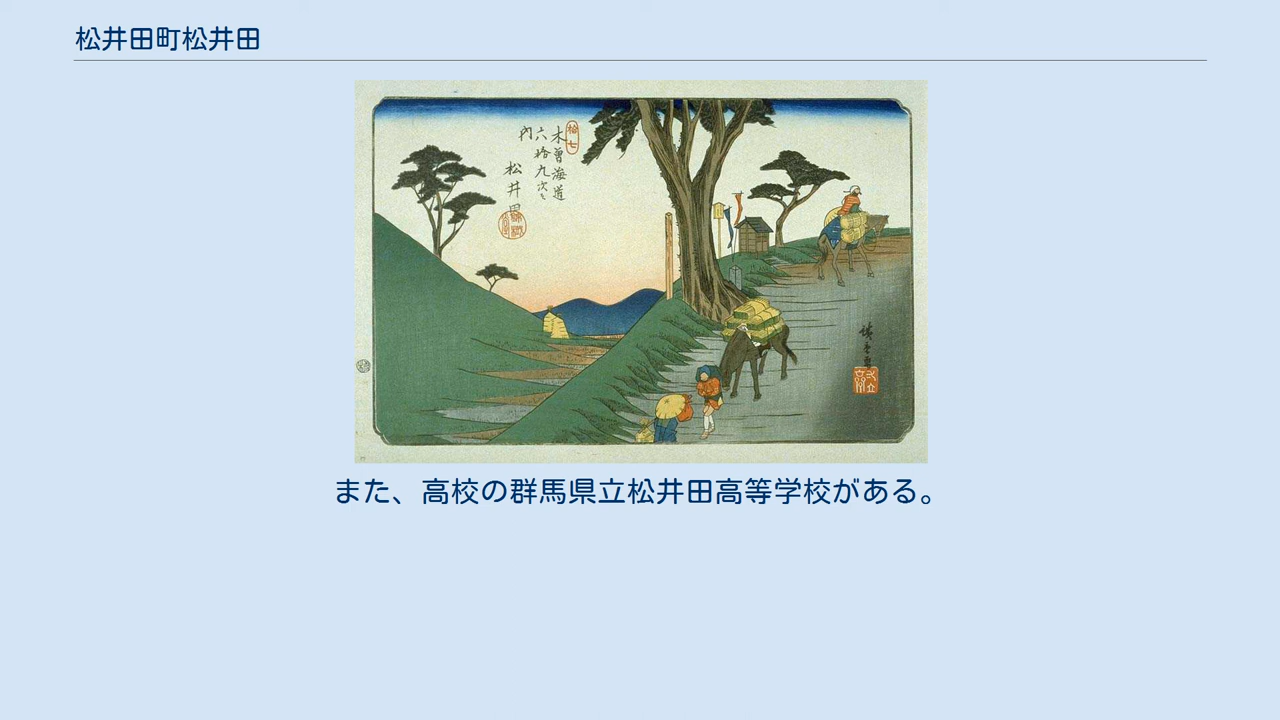 松井田町松井田
拾七
木曽海道
六拾九次之
内
松井田
また、高校の群馬県立松井田高等学校がある。